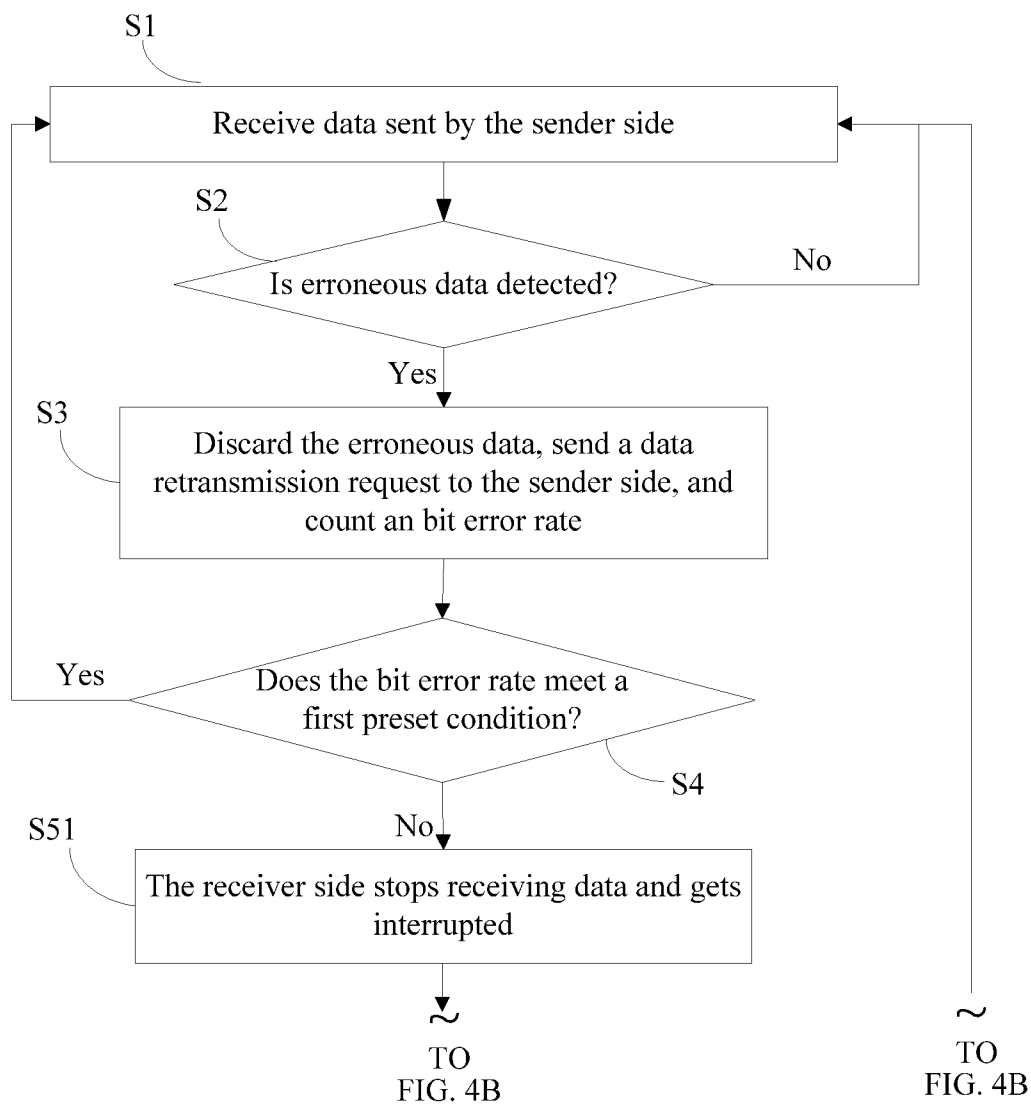 S1
Receive data sent by the sender side
S2
Is erroneous data detected?
No
Yes
S3
Discard the erroneous data, send a data
retransmission request to the sender side, and
count an bit error rate
Yes
Does the bit error rate meet a
first preset condition?
S4
No
S51
The receiver side stops receiving data and gets
interrupted
~
TO
FIG. 4B
~
TO
FIG. 4B